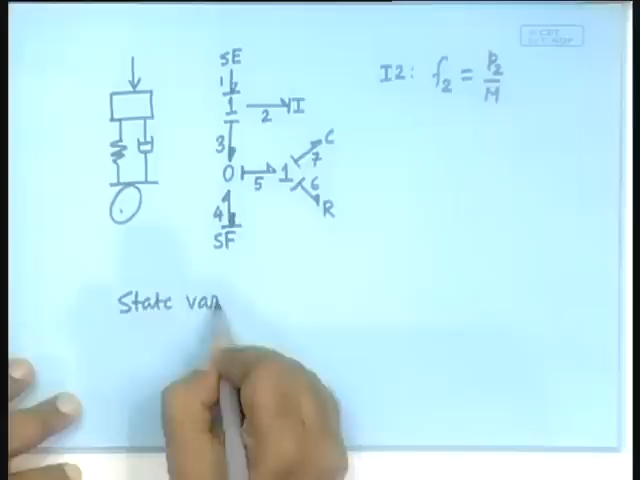 SE
1
1 2 I
3
0 5 1
7 C
6 R
4
SF
I2: f2 = p2/M
State var